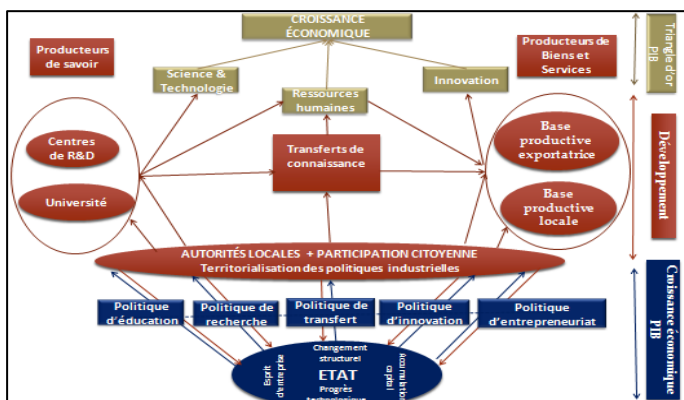 CROISSANCE
ÉCONOMIQUE
Triangle d'or
PIB
Producteurs
de savoir
Producteurs de
Biens et
Services
Science &
Technologie
Ressources
humaines
Innovation
Centres
de R&D
Université
Transferts de
connaissance
Base
productive
exportatrice
Base
productive
locale
Développement
AUTORITÉS LOCALES + PARTICIPATION CITOYENNE
Territorialisation des politiques industrielles
Politique
d'éducation
Politique de
recherche
Politique de
transfert
Politique
d'innovation
Politique
d'entrepreneuriat
Croissance économique
PIB
Changement
structurel
Esprit
d'entreprise
ETAT
Accumulation
capital
Progrès
technologique